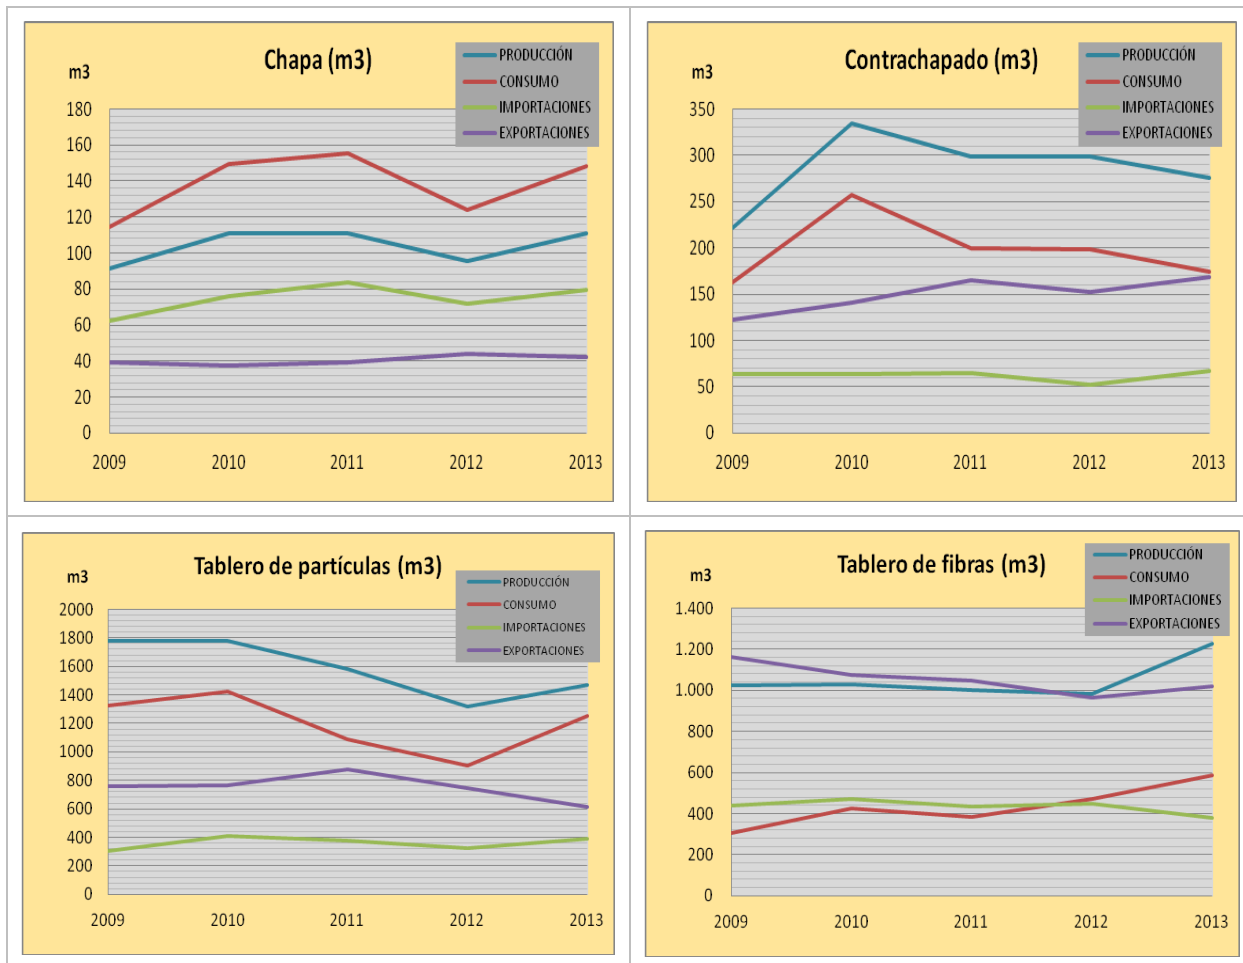 Chapa (m3)
m3
PRODUCCIÓN
CONSUMO
IMPORTACIONES
EXPORTACIONES
180
160
140
120
100
80
60
40
20
0
2009 2010 2011 2012 2013
Contrachapado (m3)
m3
PRODUCCIÓN
CONSUMO
IMPORTACIONES
EXPORTACIONES
350
300
250
200
150
100
50
0
2009 2010 2011 2012 2013
Tablero de partículas (m3)
m3
PRODUCCIÓN
CONSUMO
IMPORTACIONES
EXPORTACIONES
2000
1800
1600
1400
1200
1000
800
600
400
200
0
2009 2010 2011 2012 2013
Tablero de fibras (m3)
m3
PRODUCCIÓN
CONSUMO
IMPORTACIONES
EXPORTACIONES
1.400
1.200
1.000
800
600
400
200
0
2009 2010 2011 2012 2013